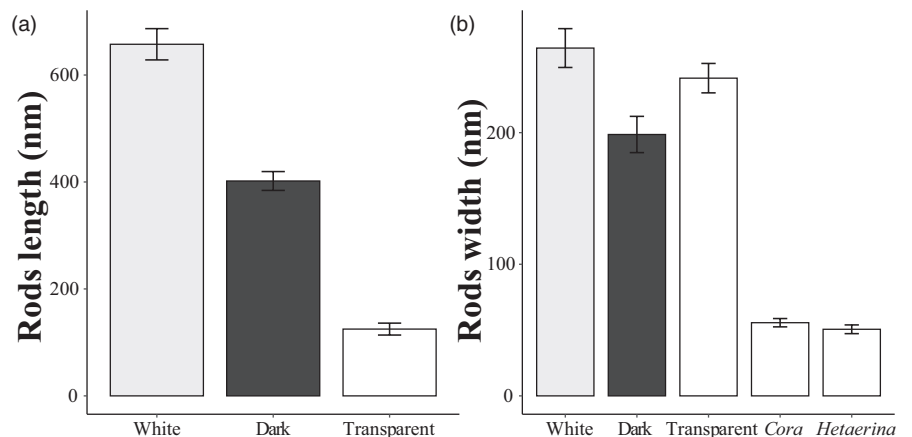 (a)
Rods length (nm)
600
400
200
0
White Dark Transparent
(b)
Rods width (nm)
200
100
0
White Dark Transparent Cora Hetaerina